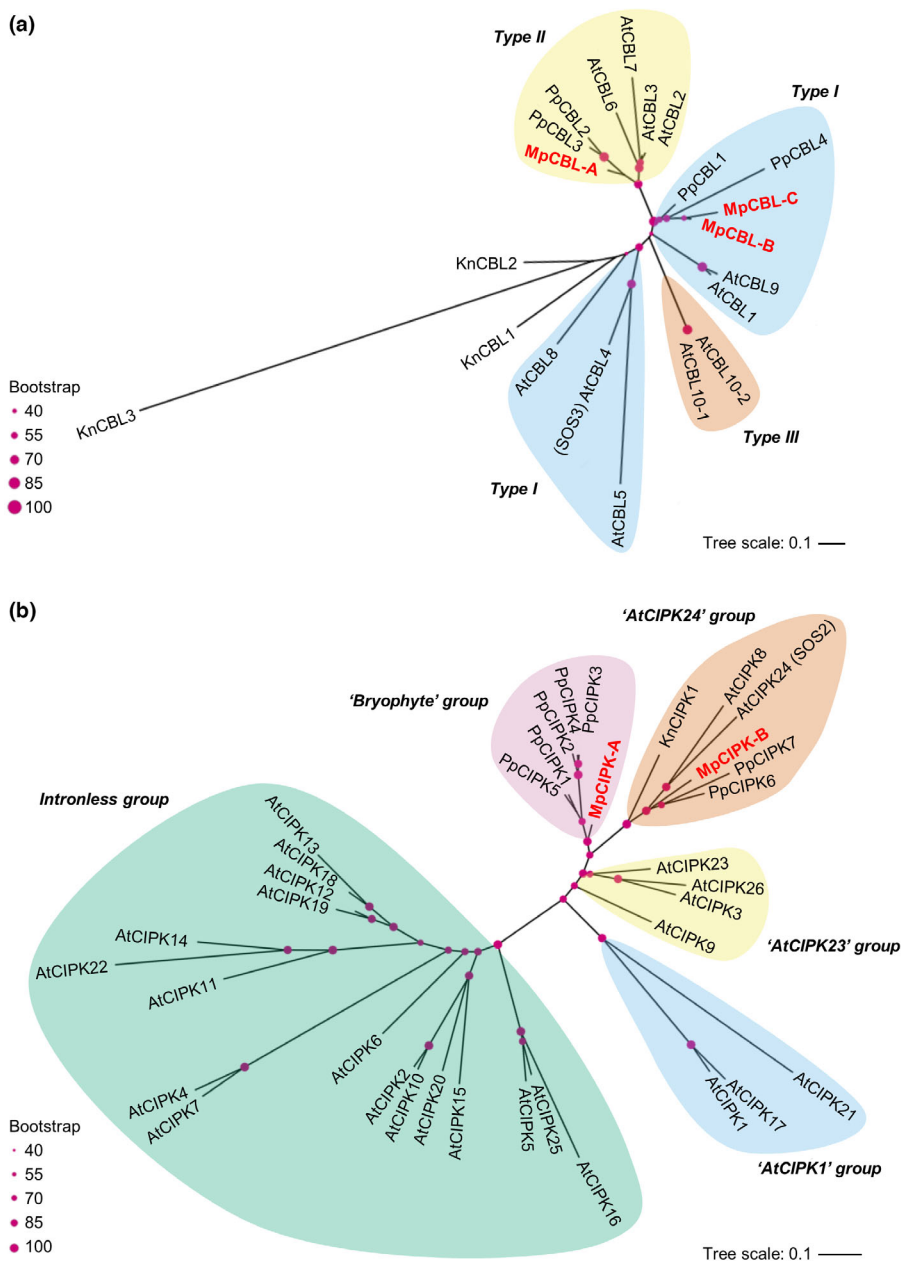 (a)
Type II
AtCBL7
AtCBL6
AtCBL3
AtCBL2
PpCBL2
PpCBL3
MpCBL-A
Type I
PpCBL1
PpCBL4
MpCBL-C
MpCBL-B
AtCBL9
AtCBL1
KnCBL2
KnCBL1
KnCBL3
AtCBL8
(SOS3) AtCBL4
AtCBL5
AtCBL10-2
AtCBL10-1
Type III
Type I
Bootstrap
40
55
70
85
100
Tree scale: 0.1
(b)
'AtCIPK24' group
KnCIPK1
AtCIPK8
AtCIPK24 (SOS2)
MpCIPK-B
PpCIPK7
PpCIPK6
'Bryophyte' group
PpCIPK3
PpCIPK4
PpCIPK2
PpCIPK1
PpCIPK5
MpCIPK-A
Intronless group
AtCIPK13
AtCIPK18
AtCIPK12
AtCIPK19
AtCIPK14
AtCIPK22
AtCIPK11
AtCIPK4
AtCIPK7
AtCIPK6
AtCIPK2
AtCIPK10
AtCIPK20
AtCIPK15
AtCIPK5
AtCIPK25
AtCIPK16
AtCIPK23
AtCIPK26
AtCIPK3
AtCIPK9
'AtCIPK23' group
AtCIPK21
AtCIPK17
AtCIPK1
'AtCIPK1' group
Bootstrap
40
55
70
85
100
Tree scale: 0.1